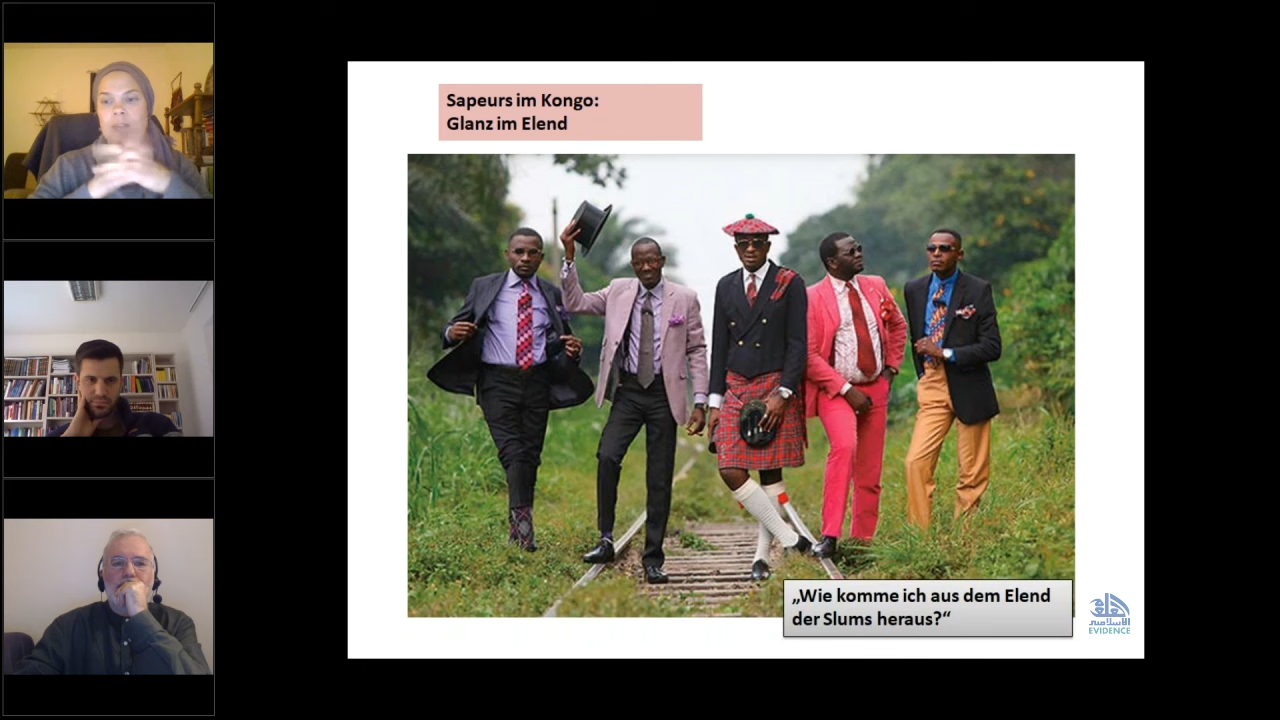 Sapeurs im Kongo:
Glanz im Elend
„Wie komme ich aus dem Elend
der Slums heraus?“
EVIDENCE